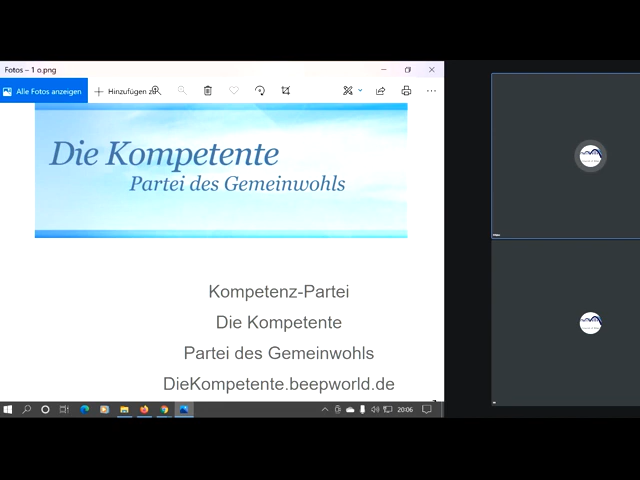 Fotos – 1 o.png
Alle Fotos anzeigen
Hinzufügen
Die Kompetente
Partei des Gemeinwohls
Kompetenz-Partei
Die Kompetente
Partei des Gemeinwohls
DieKompetente.beepworld.de
20:06